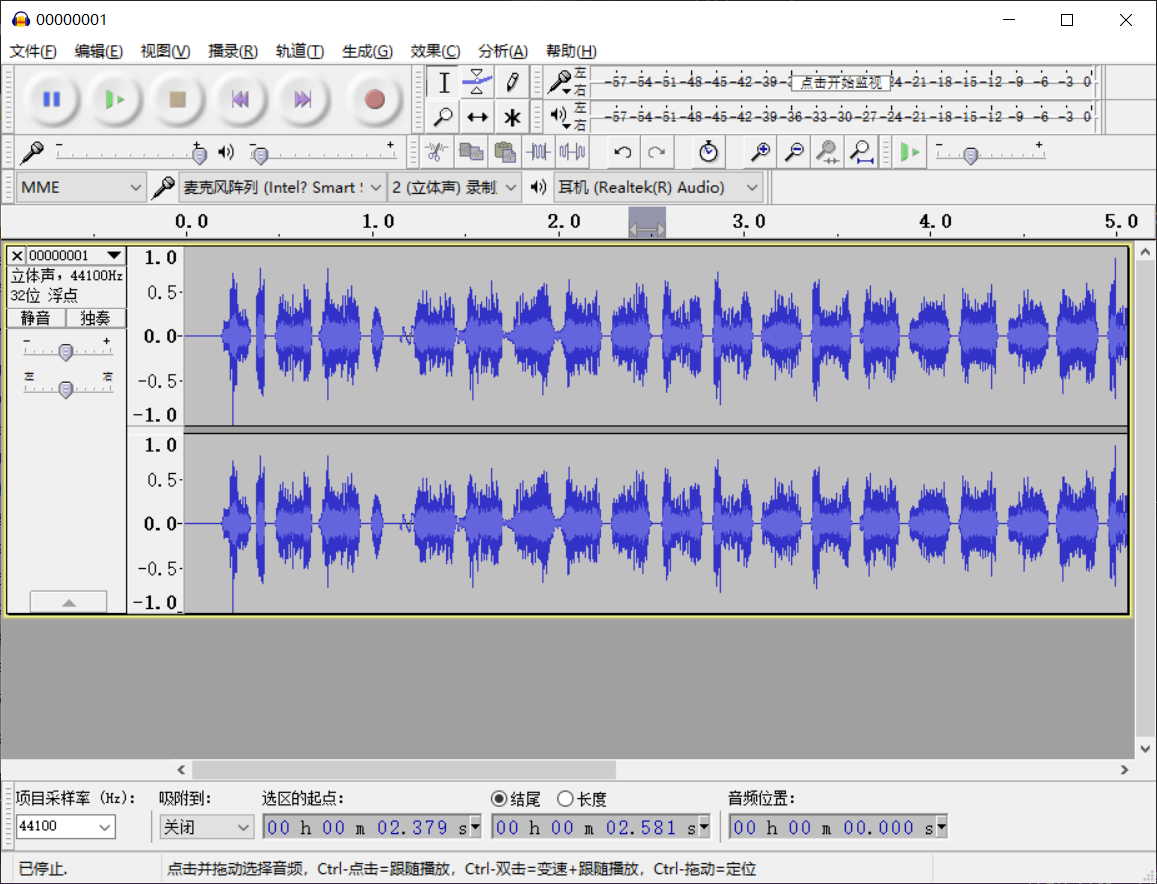 00000001
文件(F) 编辑(E) 视图(V) 播录(R) 轨道(T) 生成(G) 效果(C) 分析(A) 帮助(H)
左 右 -57 -54 -51 -48 -45 -42 -39 点击开始监视 24 -21 -18 -15 -12 -9 -6 -3 0
左 右 -57 -54 -51 -48 -45 -42 -39 -36 -33 -30 -27 -24 -21 -18 -15 -12 -9 -6 -3 0
MME 麦克风阵列 (Intel? Smart 2 (立体声) 录制 耳机 (Realtek(R) Audio)
0.0 1.0 2.0 3.0 4.0 5.0
00000001
立体声, 44100Hz
32位 浮点
静音 独奏
- +
左 右
1.0
0.5
0.0
-0.5
-1.0
1.0
0.5
0.0
-0.5
-1.0
项目采样率 (Hz): 吸附到: 选区的起点: 结尾 长度 音频位置:
44100 关闭 00 h 00 m 02.379 s 00 h 00 m 02.581 s 00 h 00 m 00.000 s
已停止. 点击并拖动选择音频, Ctrl-点击=跟随播放, Ctrl-双击=变速+跟随播放, Ctrl-拖动=定位